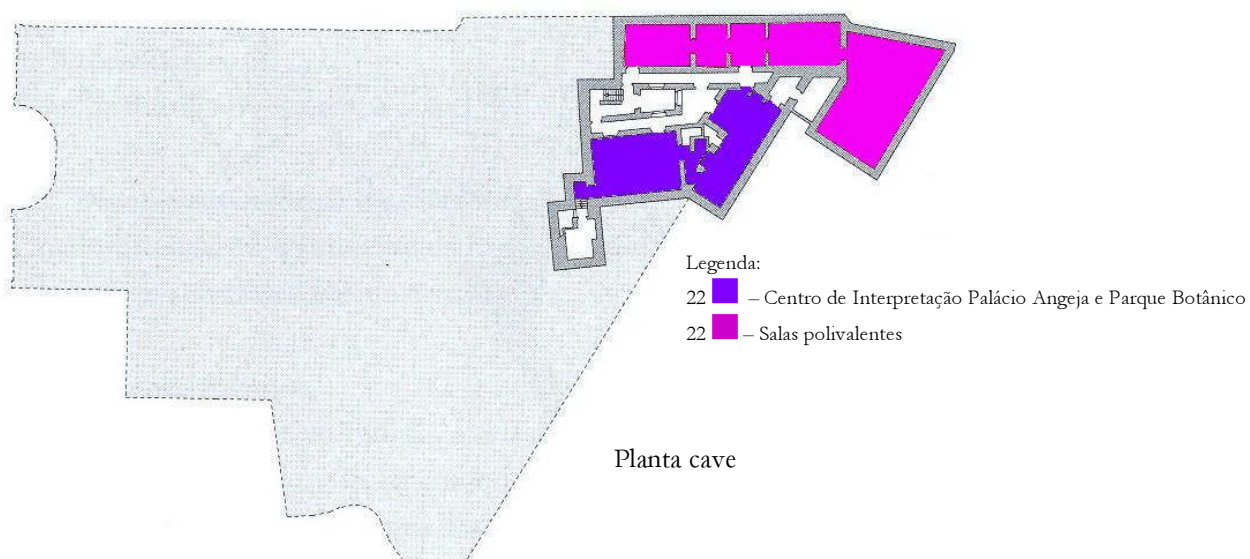 Legenda:
22 – Centro de Interpretação Palácio Angeja e Parque Botânico
22 – Salas polivalentes
Planta cave